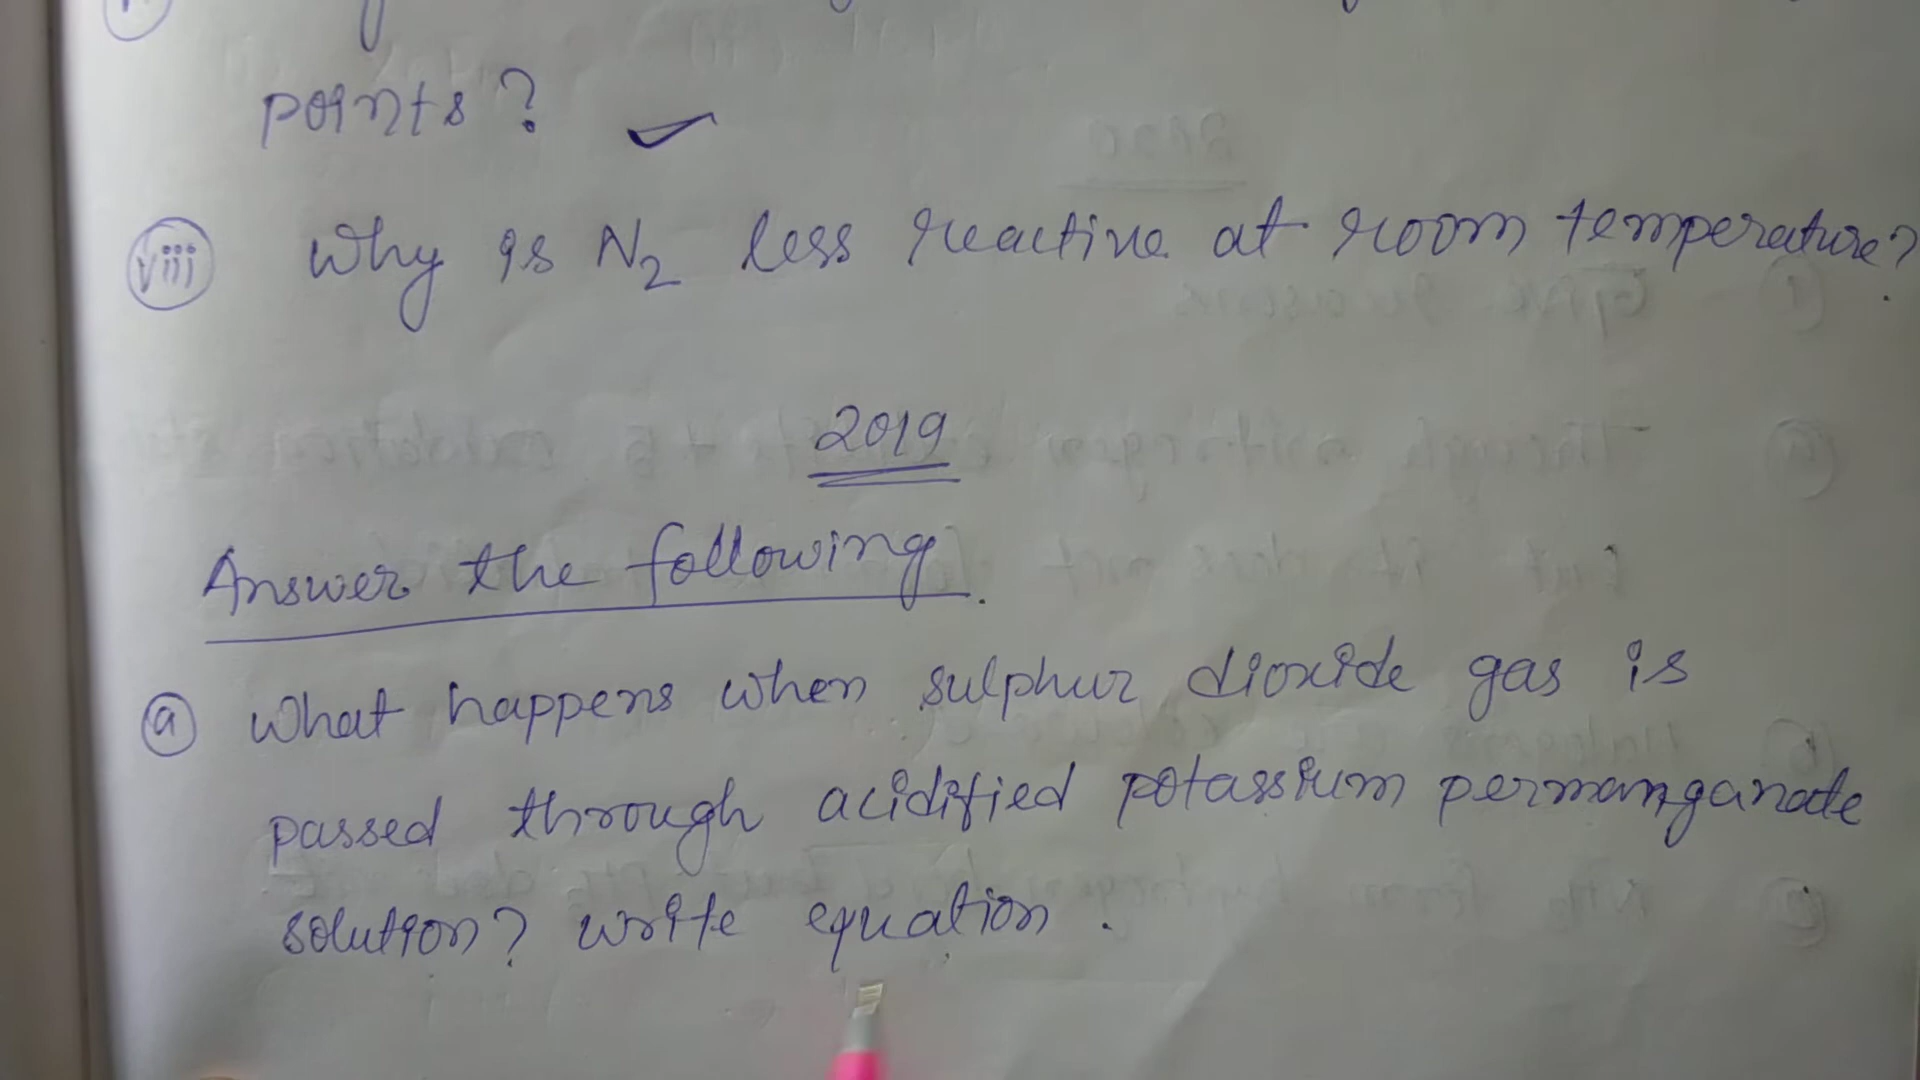 points?
viii Why is N2 less reactive at room temperature?
2019
Answer the following.
a What happens when sulphur dioxide gas is
passed through acidified potassium permanganate
solution? write equation.